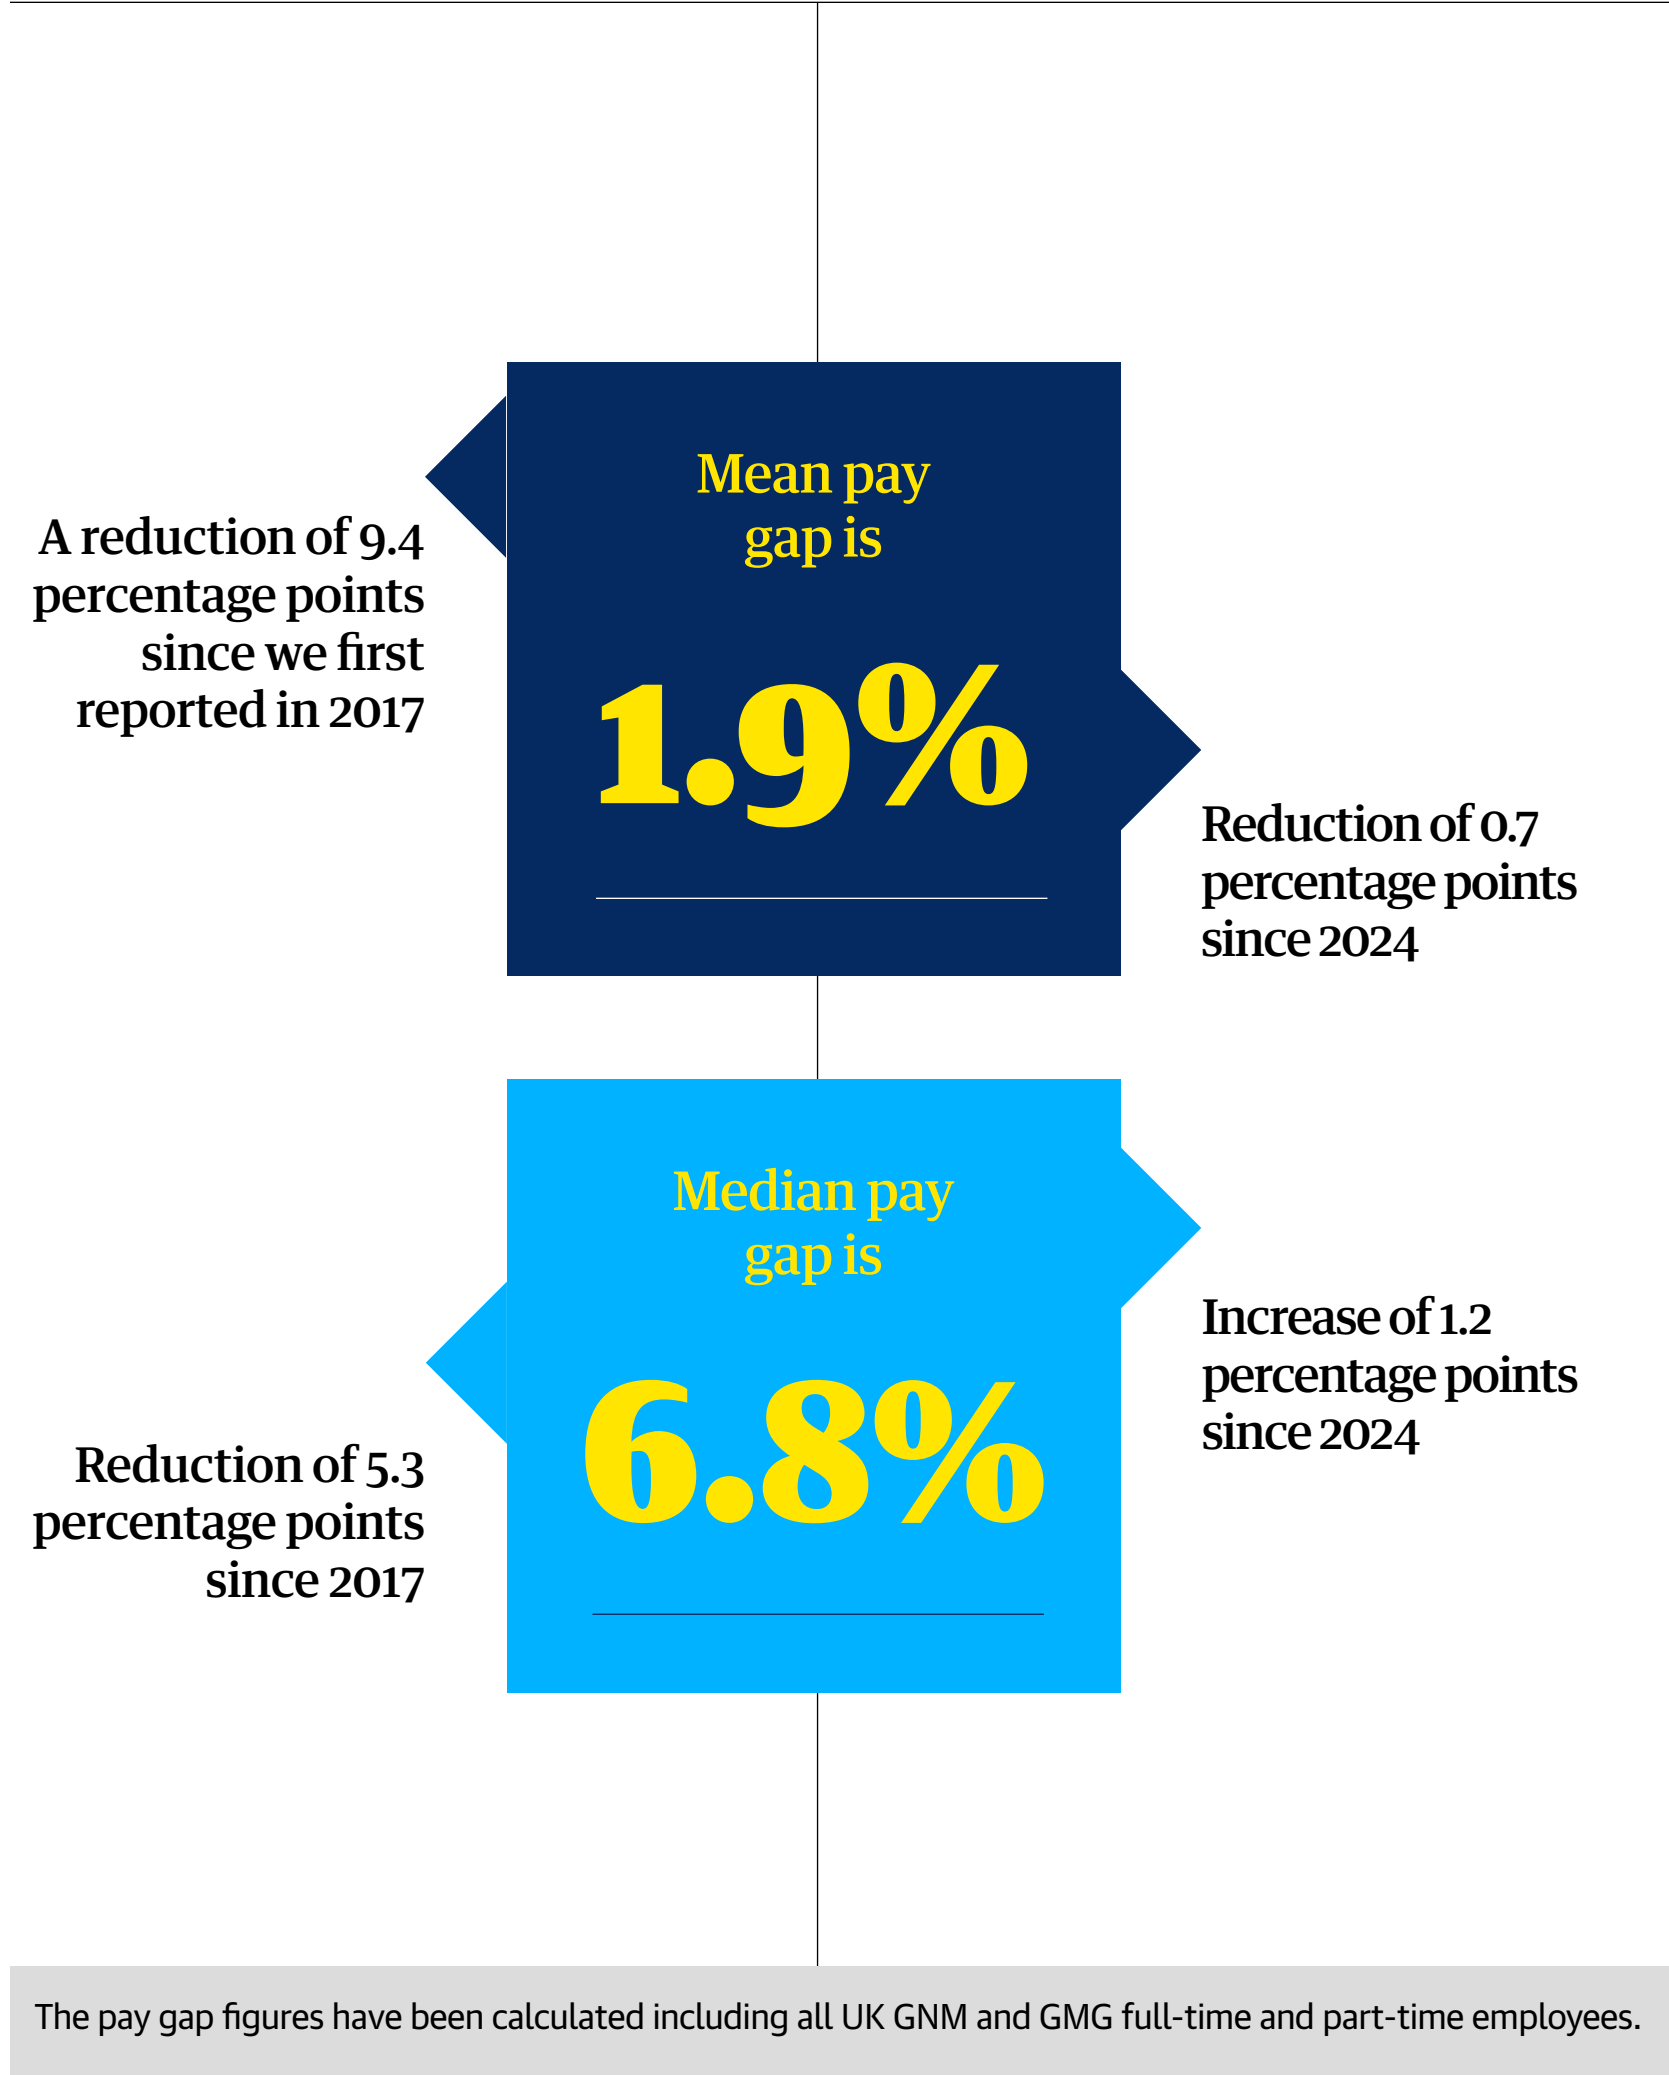 A reduction of 9.4
percentage points
since we first
reported in 2017
Mean pay
gap is
1.9%
Reduction of 0.7
percentage points
since 2024
Median pay
gap is
6.8%
Increase of 1.2
percentage points
since 2024
Reduction of 5.3
percentage points
since 2017
The pay gap figures have been calculated including all UK GNM and GMG full-time and part-time employees.